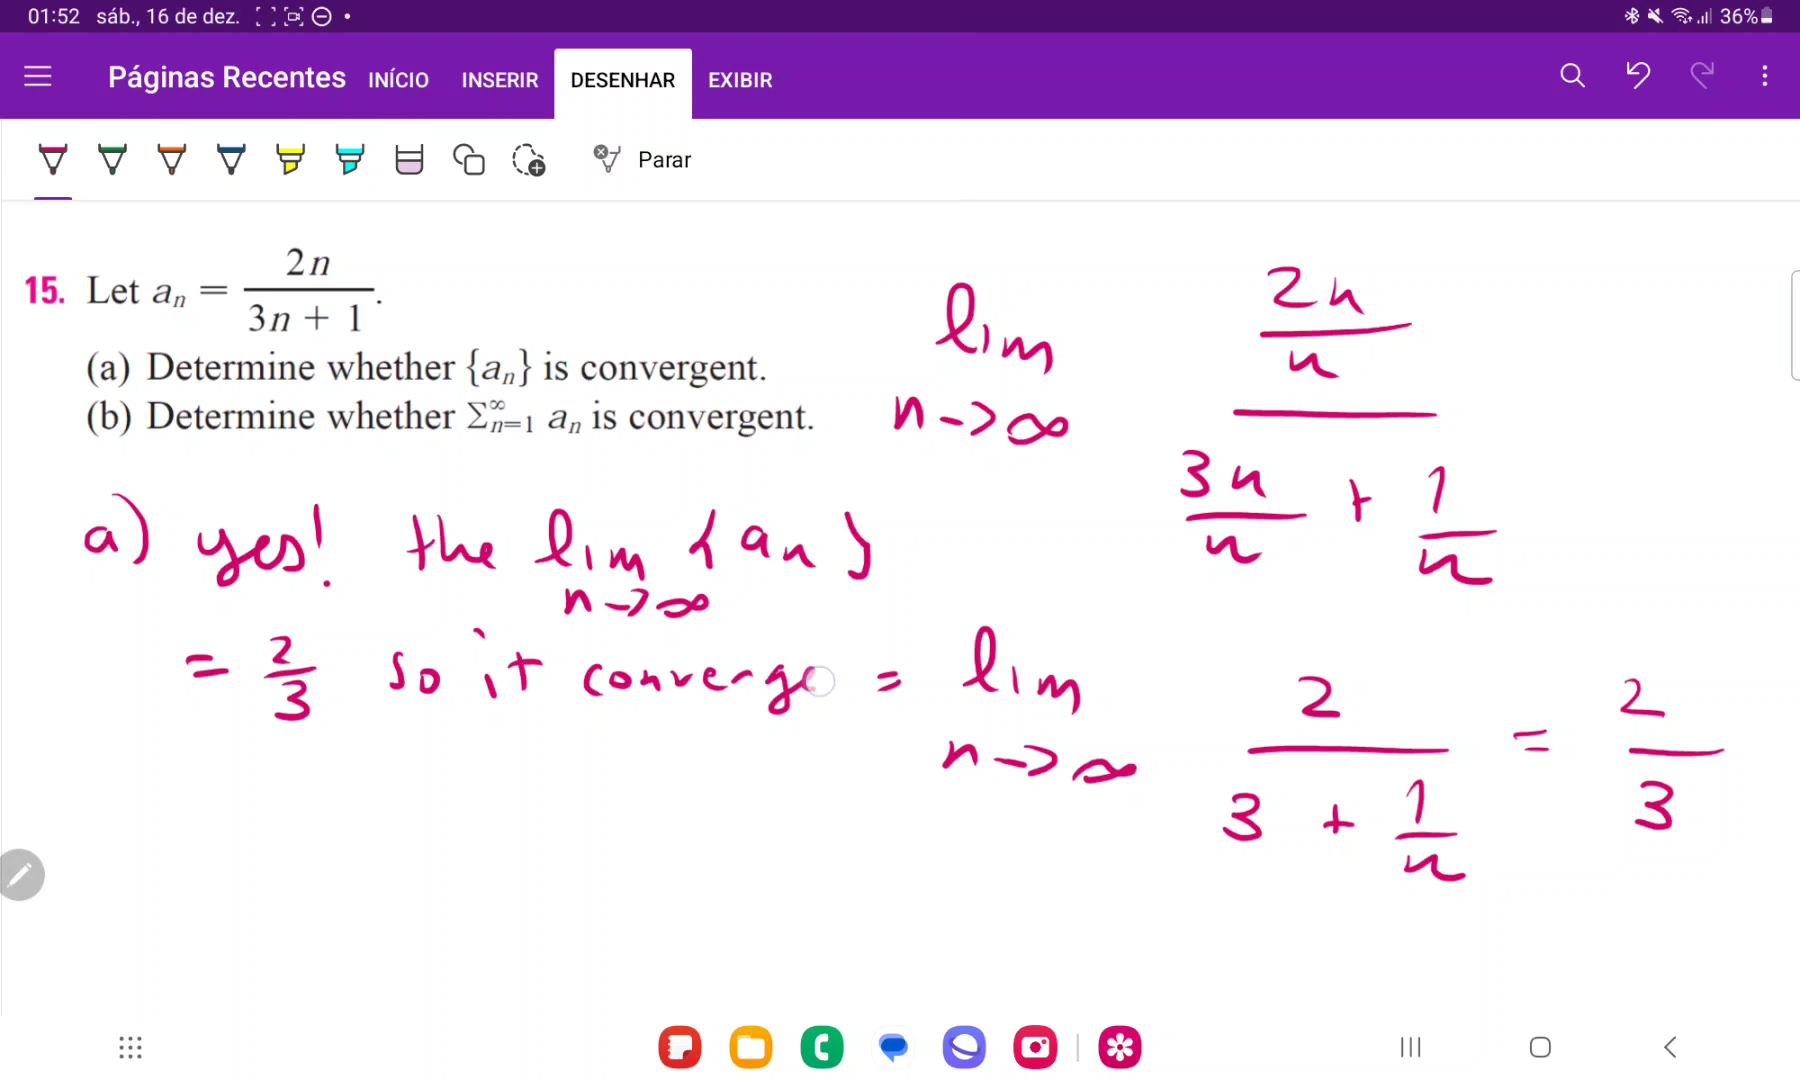 01:52 sáb., 16 de dez. 36%
Páginas Recentes INÍCIO INSERIR DESENHAR EXIBIR
Parar
15. Let aₙ = 2n / (3n + 1).
(a) Determine whether {aₙ} is convergent.
(b) Determine whether Σ∞n=1 aₙ is convergent.
a) yes! the lim n->∞ {an}
= 2/3 so it converge
lim n->∞ (2n/n) / (3n/n + 1/n)
= lim n->∞ 2 / (3 + 1/n) = 2/3